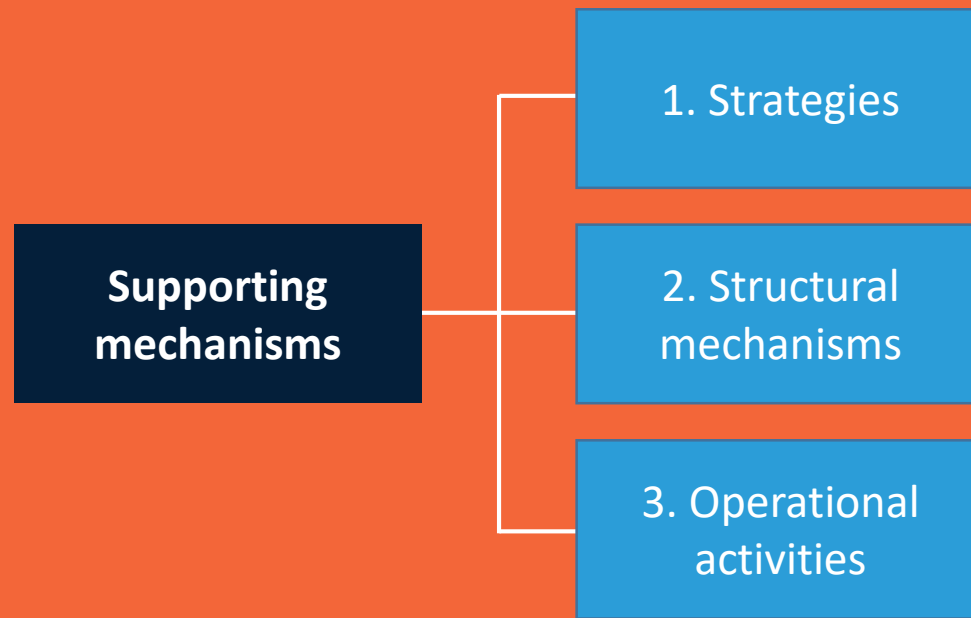 Supporting
mechanisms
1. Strategies
2. Structural
mechanisms
3. Operational
activities